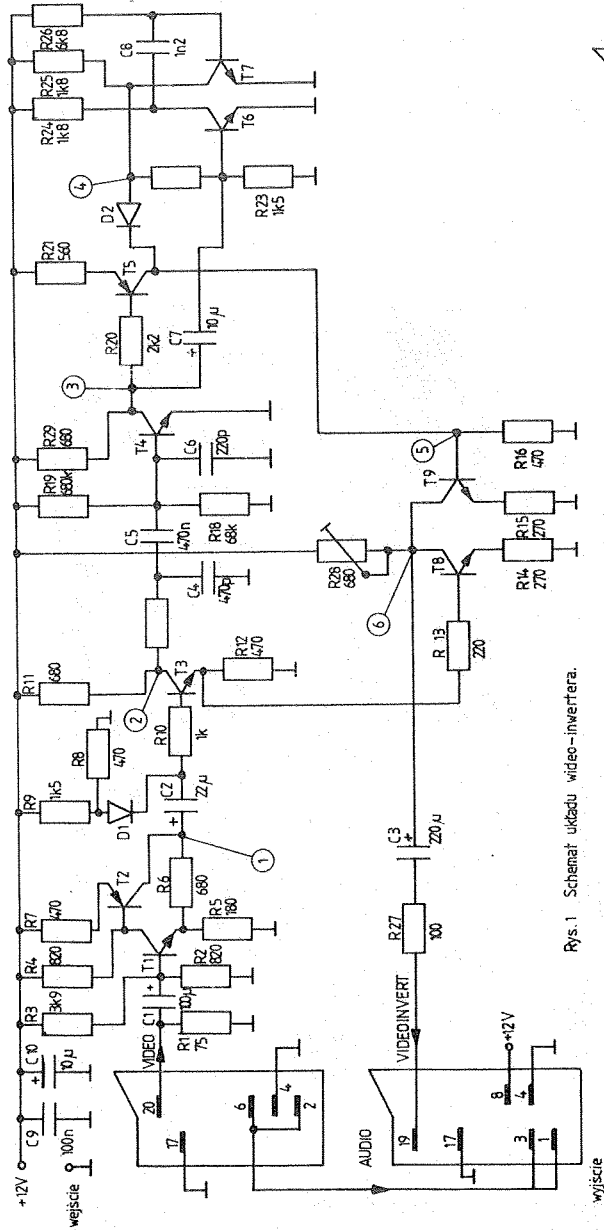 +12V
wejście
C9
100n
C10
+
10µ
R3
3k9
R4
820
R7
470
T2
T1
C1
+
100µ
R2
820
R1
75
R5
180
R6
680
1
C2
+
22µ
D1
R9
1k5
R8
470
R10
1k
R11
680
2
T3
R12
470
C4
470p
C5
470n
R19
680k
R18
68k
R29
680
T4
C6
220p
3
R20
2k2
C7
+
10µ
R21
560
T5
D2
4
R23
1k5
R24
1k8
R25
1k8
R26
6k8
C8
1n2
T6
T7
VIDEO
20
17
6
4
2
R28
680
6
T8
R13
220
R14
270
R15
270
T9
5
R16
470
C3
+
220µ
R27
100
VIDEOINVERT
AUDIO
19
17
3
1
8
4
+12V
wyjście
Rys.1 Schemat układu wideo-inwertera.